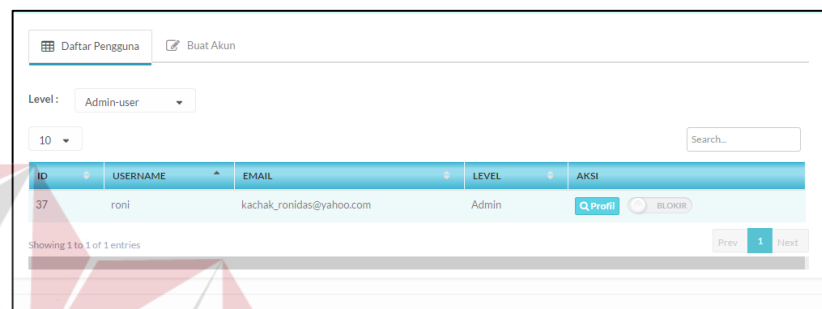 Daftar Pengguna Buat Akun
Level : Admin-user
10 Search...
ID USERNAME EMAIL LEVEL AKSI
37 roni kachak_ronidas@yahoo.com Admin Profil BLOKIR
Showing 1 to 1 of 1 entries Prev 1 Next